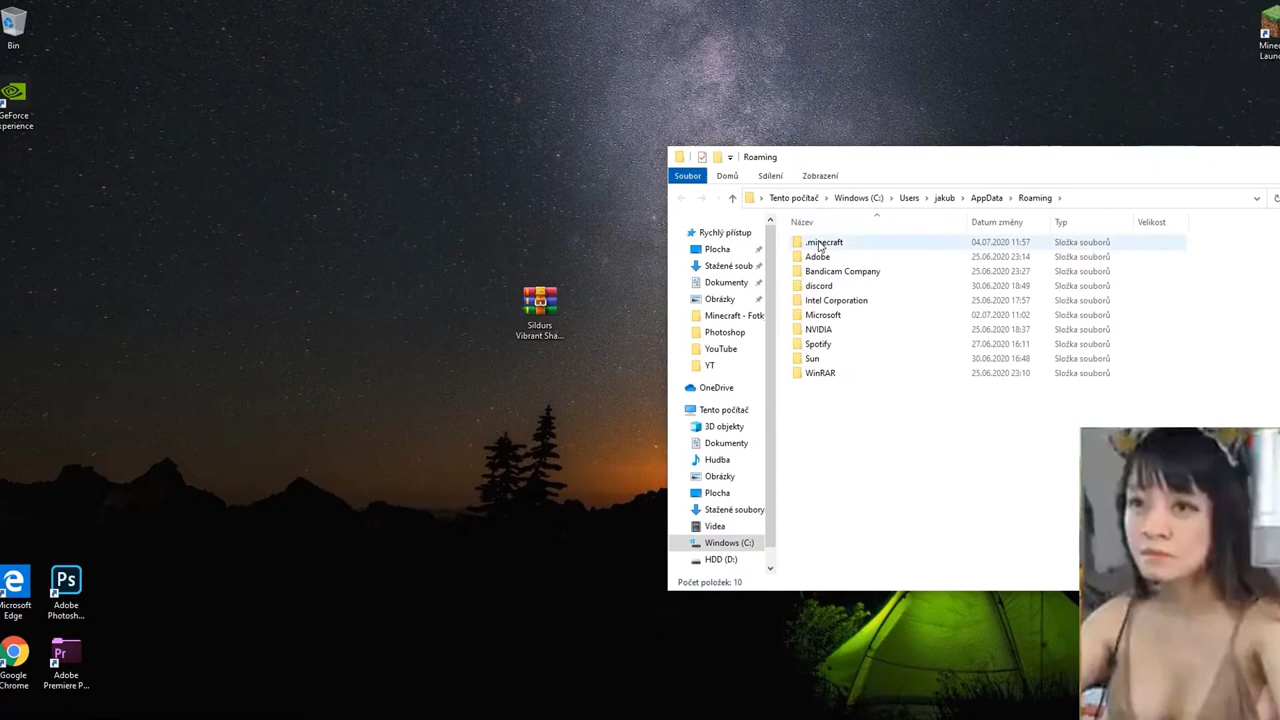 Bin
GeForce
xperience
Minec
Laun
Sildurs
Vibrant Sha...
Microsoft
Edge
Adobe
Photosh...
Google
Chrome
Adobe
Premiere P...
Roaming
Soubor
Domů
Sdílení
Zobrazení
Tento počítač > Windows (C:) > Users > jakub > AppData > Roaming >
Název
Datum změny
Typ
Velikost
Rychlý přístup
Plocha
Stažené soub
Dokumenty
Obrázky
Minecraft - Fotk
Photoshop
YouTube
YT
OneDrive
Tento počítač
3D objekty
Dokumenty
Hudba
Obrázky
Plocha
Stažené soubory
Videa
Windows (C:)
HDD (D:)
.minecraft 04.07.2020 11:57 Složka souborů
Adobe 25.06.2020 23:14 Složka souborů
Bandicam Company 25.06.2020 23:27 Složka souborů
discord 30.06.2020 18:49 Složka souborů
Intel Corporation 25.06.2020 17:57 Složka souborů
Microsoft 02.07.2020 11:02 Složka souborů
NVIDIA 25.06.2020 18:37 Složka souborů
Spotify 27.06.2020 16:11 Složka souborů
Sun 30.06.2020 16:48 Složka souborů
WinRAR 25.06.2020 23:10 Složka souborů
Počet položek: 10
Ps
Pr